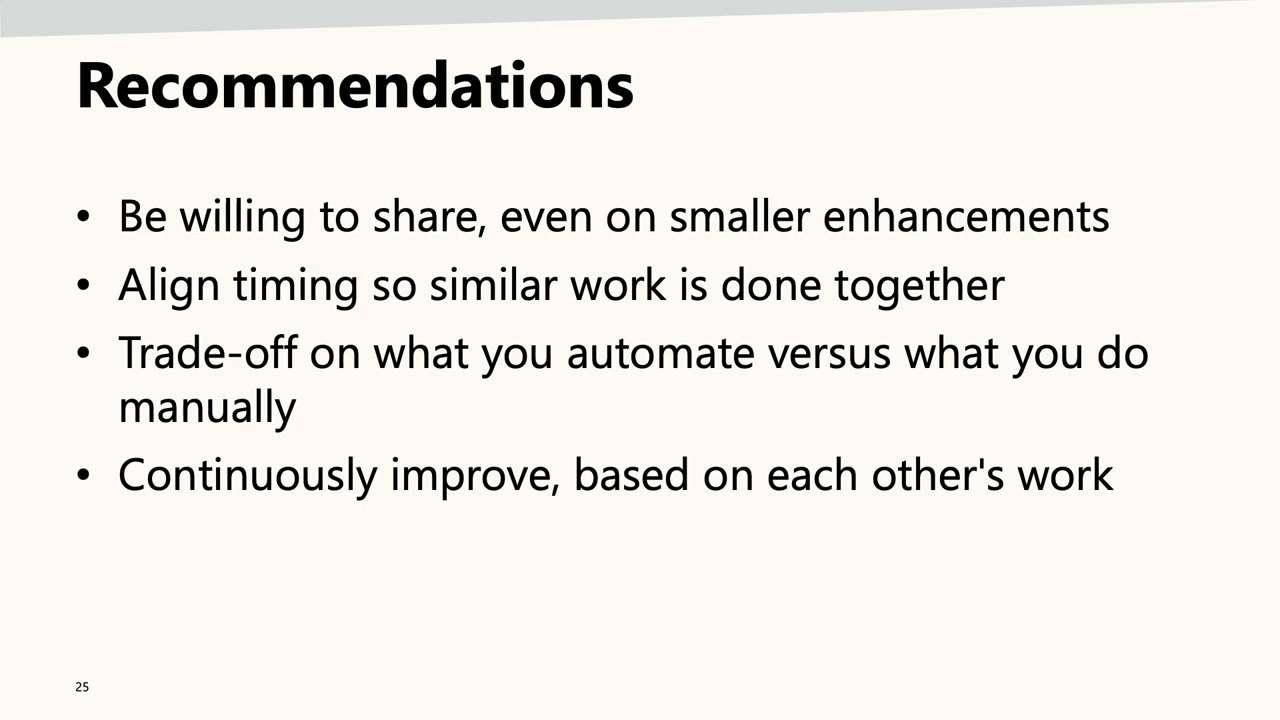 Recommendations
• Be willing to share, even on smaller enhancements
• Align timing so similar work is done together
• Trade-off on what you automate versus what you do
manually
• Continuously improve, based on each other's work
25